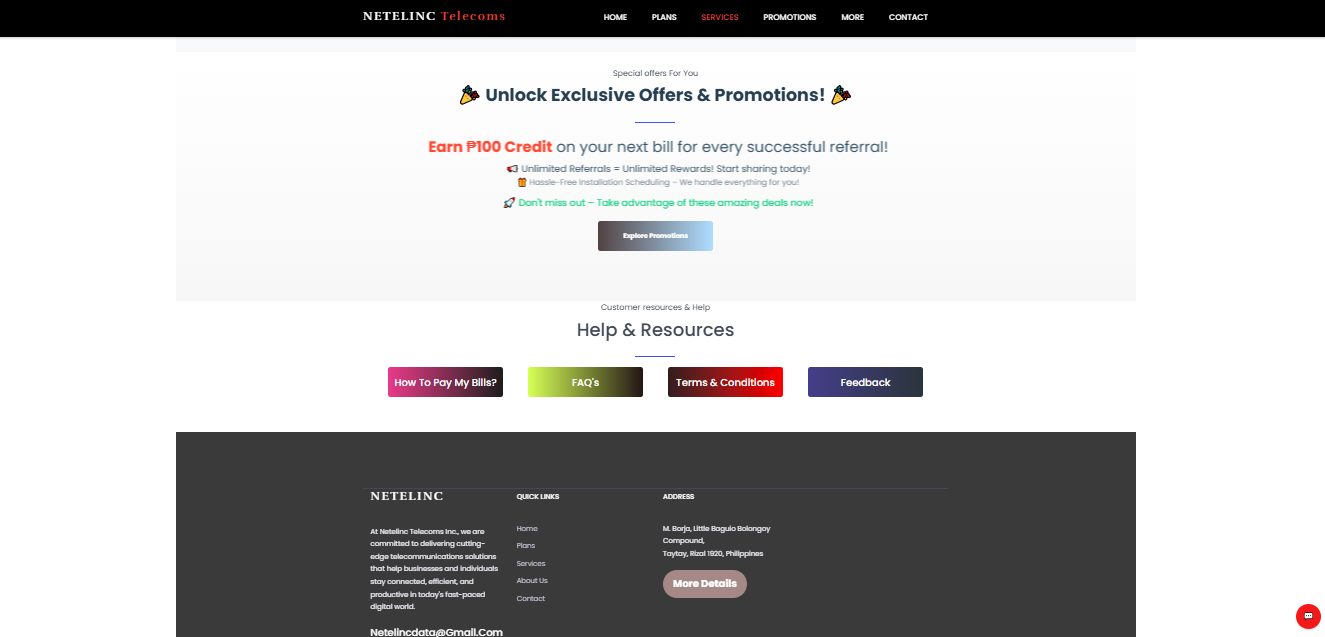 NETELINC Telecoms
HOME PLANS SERVICES PROMOTIONS MORE CONTACT
Special offers For You
🎉 Unlock Exclusive Offers & Promotions! 🎉
Earn ₱100 Credit on your next bill for every successful referral!
📢 Unlimited Referrals = Unlimited Rewards! Start sharing today!
🎁 Hassle-Free Installation Scheduling – We handle everything for you!
🚀 Don't miss out – Take advantage of these amazing deals now!
Explore Promotions
Customer resources & Help
Help & Resources
How To Pay My Bills?
FAQ's
Terms & Conditions
Feedback
NETELINC
At Netelinc Telecoms Inc., we are
committed to delivering cutting-
edge telecommunications solutions
that help businesses and individuals
stay connected, efficient, and
productive in today's fast-paced
digital world.
Netelincdata@Gmail.Com
QUICK LINKS
Home
Plans
Services
About Us
Contact
ADDRESS
M. Borja, Little Baguio Bolongoy
Compound,
Taytay, Rizal 1920, Philippines
More Details